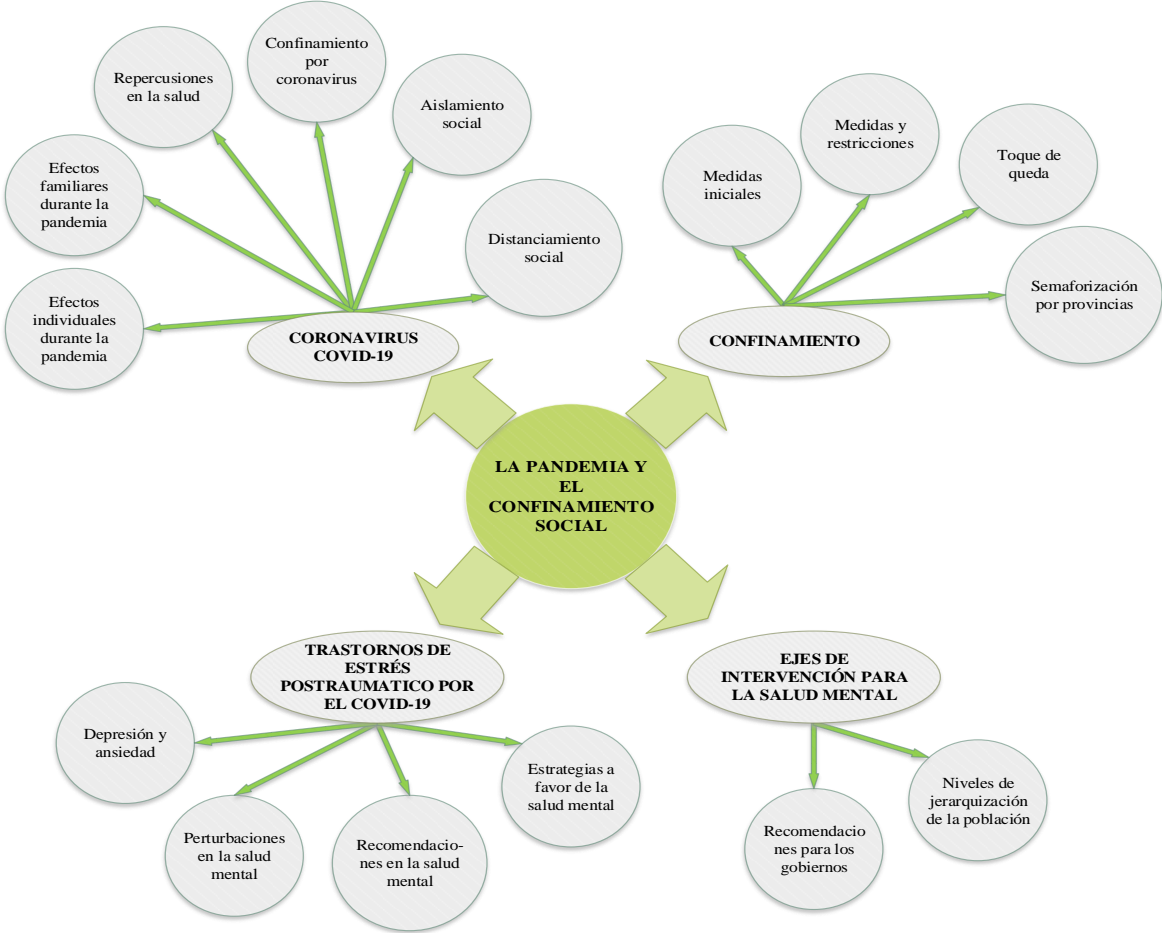 Confinamiento
por
coronavirus
Repercusiones
en la salud
Aislamiento
social
Efectos
familiares
durante la
pandemia
Distanciamiento
social
Efectos
individuales
durante la
pandemia
CORONAVIRUS
COVID-19
Medidas y
restricciones
Medidas
iniciales
Toque de
queda
Semaforización
por provincias
CONFINAMIENTO
LA PANDEMIA Y
EL
CONFINAMIENTO
SOCIAL
TRASTORNOS DE
ESTRÉS
POSTRAUMATICO POR
EL COVID-19
Depresión y
ansiedad
Perturbaciones
en la salud
mental
Recomendacio-
nes en la salud
mental
Estrategias a
favor de la
salud mental
EJES DE
INTERVENCIÓN PARA
LA SALUD MENTAL
Recomendacio
nes para los
gobiernos
Niveles de
jerarquización
de la población